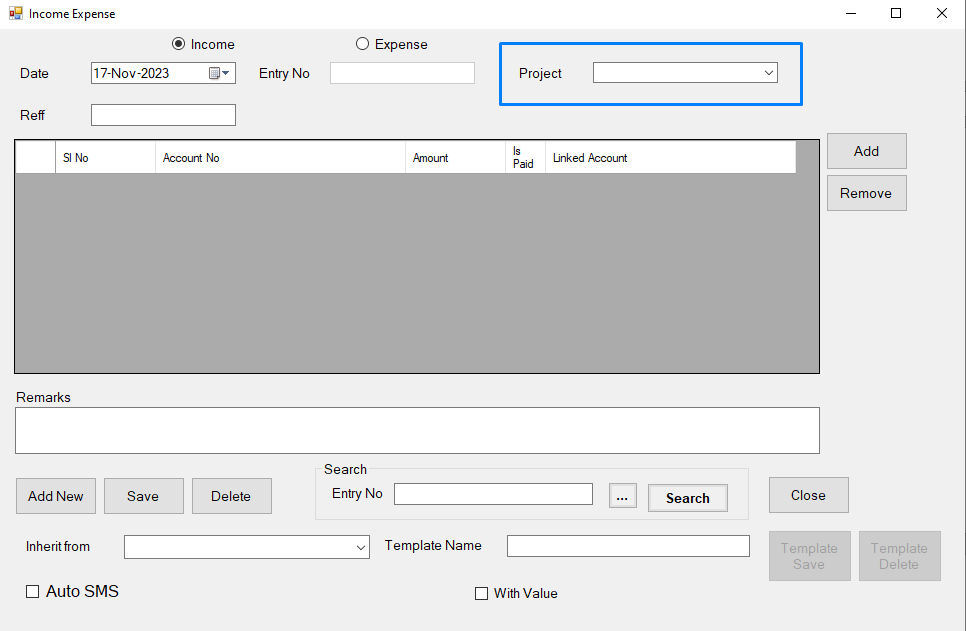 Income Expense
Income Expense
Date 17-Nov-2023 Entry No Project
Reff
Sl No Account No Amount Is Paid Linked Account
Add
Remove
Remarks
Add New Save Delete
Search
Entry No ... Search
Close
Inherit from Template Name Template Save Template Delete
Auto SMS With Value